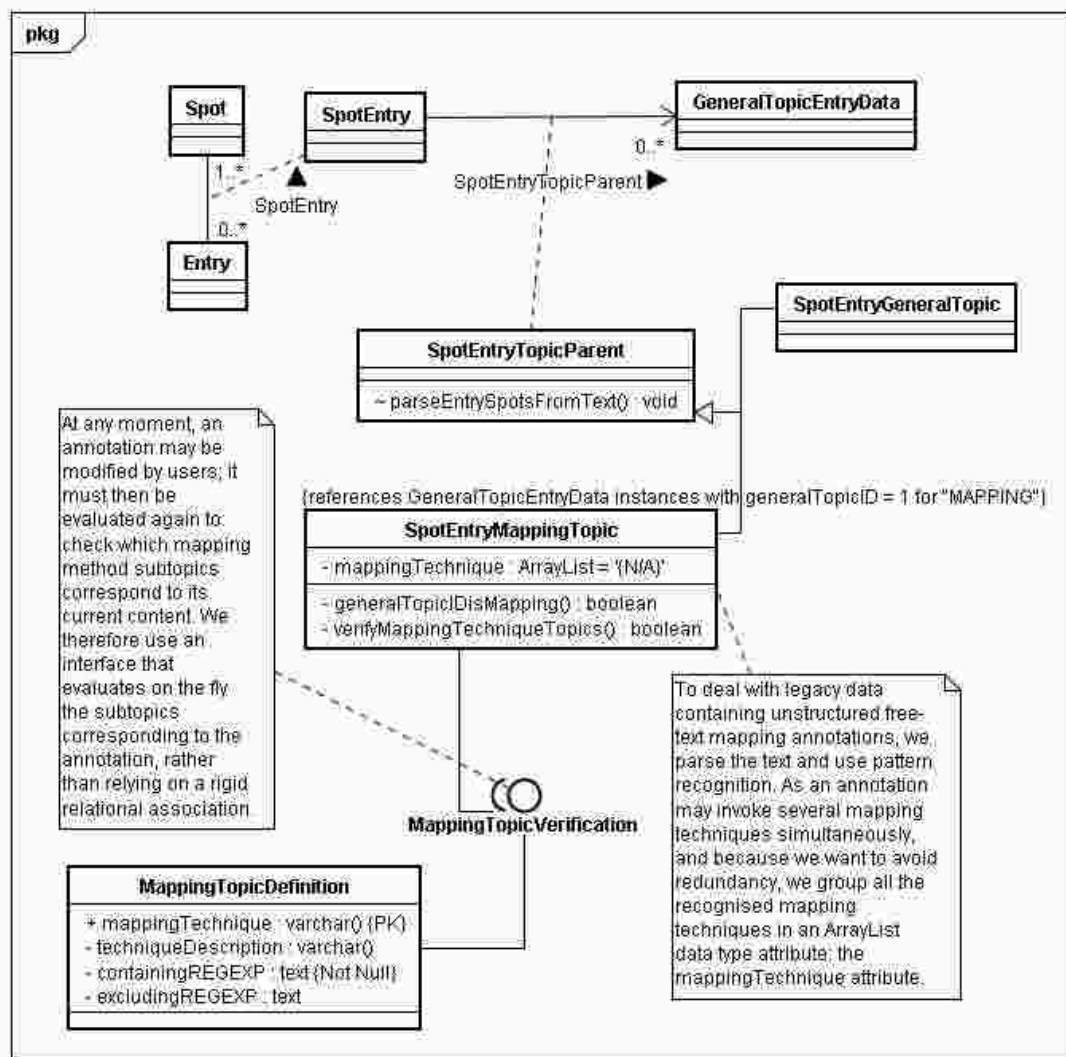 pkg
Spot
SpotEntry
GeneralTopicEntryData
1..*
0..*
SpotEntryTopicParent
SpotEntry
0..*
Entry
SpotEntryGeneralTopic
SpotEntryTopicParent
~ parseEntrySpotsFromText() : void
At any moment, an
annotation may be
modified by users; it
must then be
evaluated again to
check which mapping
method subtopics
correspond to its
current content. We
therefore use an
interface that
evaluates on the fly
the subtopics
corresponding to the
annotation, rather
than relying on a rigid
relational association
{references GeneralTopicEntryData instances with generalTopicID = 1 for "MAPPING"}
SpotEntryMappingTopic
- mappingTechnique : ArrayList = '{N/A}'
- generalTopicIDisMapping() : boolean
- verifyMappingTechniqueTopics() : boolean
To deal with legacy data
containing unstructured free-
text mapping annotations, we
parse the text and use pattern
recognition. As an annotation
may invoke several mapping
techniques simultaneously,
and because we want to avoid
redundancy, we group all the
recognised mapping
techniques in an ArrayList
data type attribute: the
mappingTechnique attribute.
MappingTopicVerification
MappingTopicDefinition
+ mappingTechnique : varchar() {PK}
- techniqueDescription : varchar()
- containingREGEXP : text {Not Null}
- excludingREGEXP : text